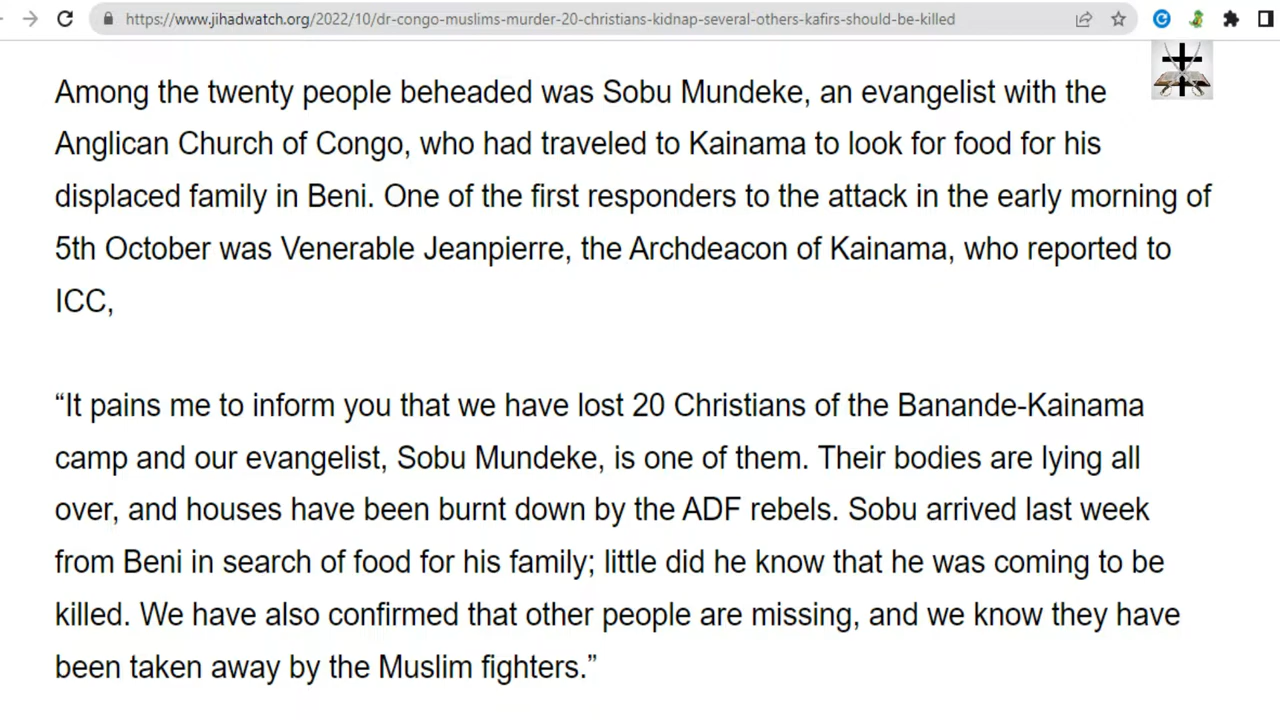 https://www.jihadwatch.org/2022/10/dr-congo-muslims-murder-20-christians-kidnap-several-others-kafirs-should-be-killed
Among the twenty people beheaded was Sobu Mundeke, an evangelist with the
Anglican Church of Congo, who had traveled to Kainama to look for food for his
displaced family in Beni. One of the first responders to the attack in the early morning of
5th October was Venerable Jeanpierre, the Archdeacon of Kainama, who reported to
ICC,
“It pains me to inform you that we have lost 20 Christians of the Banande-Kainama
camp and our evangelist, Sobu Mundeke, is one of them. Their bodies are lying all
over, and houses have been burnt down by the ADF rebels. Sobu arrived last week
from Beni in search of food for his family; little did he know that he was coming to be
killed. We have also confirmed that other people are missing, and we know they have
been taken away by the Muslim fighters.”